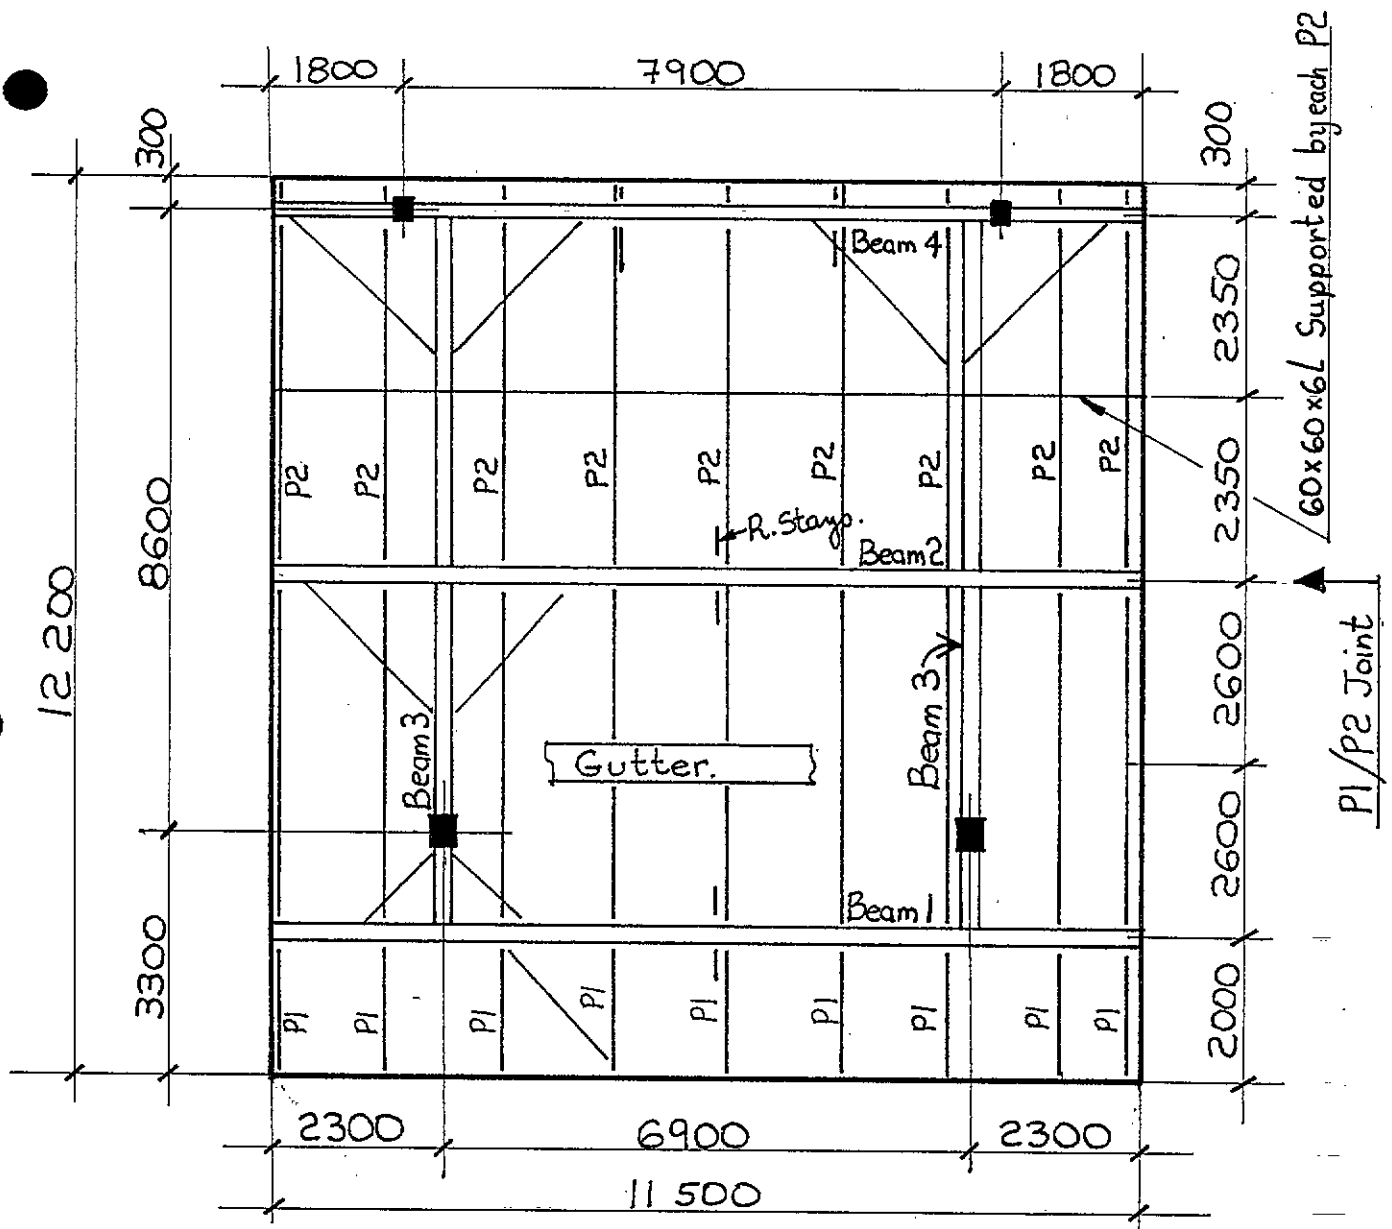 1800
7900
1800
300
300
60x60x6L Supported by each P2
Beam 4
2350
P2
P2
P2
P2
P2
P2
P2
P2
P2
2350
8600
12 200
R. Stays.
Beam 2
P1/P2 Joint
2600
Beam 3
Beam 3
Gutter.
2600
Beam 1
3300
2000
P1
P1
P1
P1
P1
P1
P1
P1
P1
2300
6900
2300
11 500